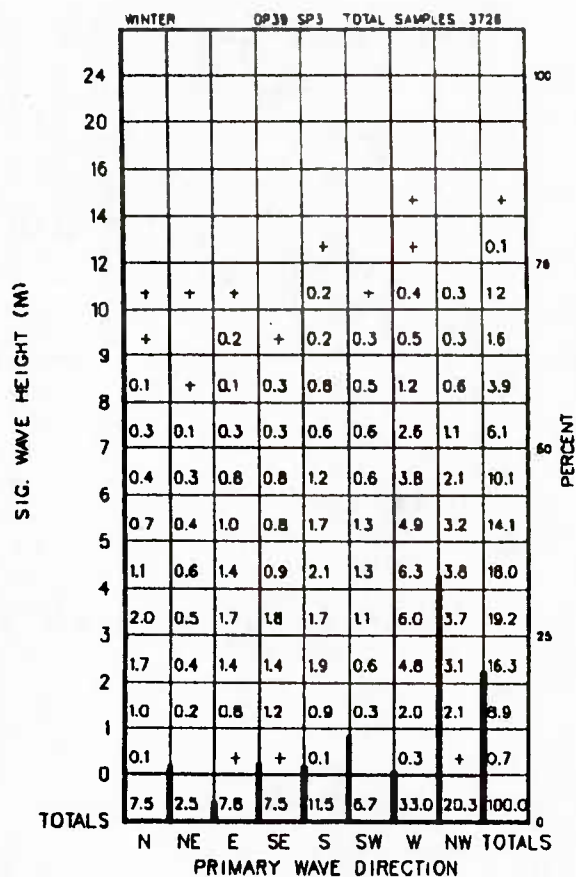 WINTER OP39 SP3 TOTAL SAMPLES 3726
24 100
20
16
+ +
14
+ + 0.1
12 75
+ + + 0.2 + 0.4 0.3 1.2
10
+ 0.2 + 0.2 0.3 0.5 0.3 1.6
9
0.1 + 0.1 0.3 0.8 0.5 1.2 0.6 3.9
8
0.3 0.1 0.3 0.3 0.6 0.6 2.6 1.1 6.1
7 50
0.4 0.3 0.8 0.8 1.2 0.6 3.8 2.1 10.1
6
0.7 0.4 1.0 0.8 1.7 1.3 4.9 3.2 14.1
5
1.1 0.6 1.4 0.9 2.1 1.3 6.3 3.8 18.0
4
2.0 0.5 1.7 1.8 1.7 1.1 6.0 3.7 19.2
3 25
1.7 0.4 1.4 1.4 1.9 0.6 4.8 3.1 16.3
2
1.0 0.2 0.8 1.2 0.9 0.3 2.0 2.1 8.9
1
0.1 + + 0.1 0.3 + 0.7
0
7.5 2.5 7.8 7.5 11.5 6.7 33.0 20.3 100.0
TOTALS 0
N NE E SE S SW W NW TOTALS
PRIMARY WAVE DIRECTION
SIG. WAVE HEIGHT (M)
PERCENT